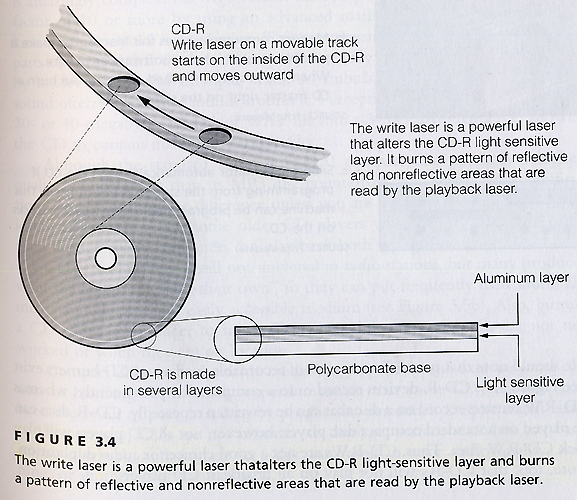 CD-R
Write laser on a movable track
starts on the inside of the CD-R
and moves outward
The write laser is a powerful laser
that alters the CD-R light sensitive
layer. It burns a pattern of reflective
and nonreflective areas that are
read by the playback laser.
Aluminum layer
CD-R is made
in several layers
Polycarbonate base
Light sensitive
layer
FIGURE 3.4
The write laser is a powerful laser thatalters the CD-R light-sensitive layer and burns
a pattern of reflective and nonreflective areas that are read by the playback laser.